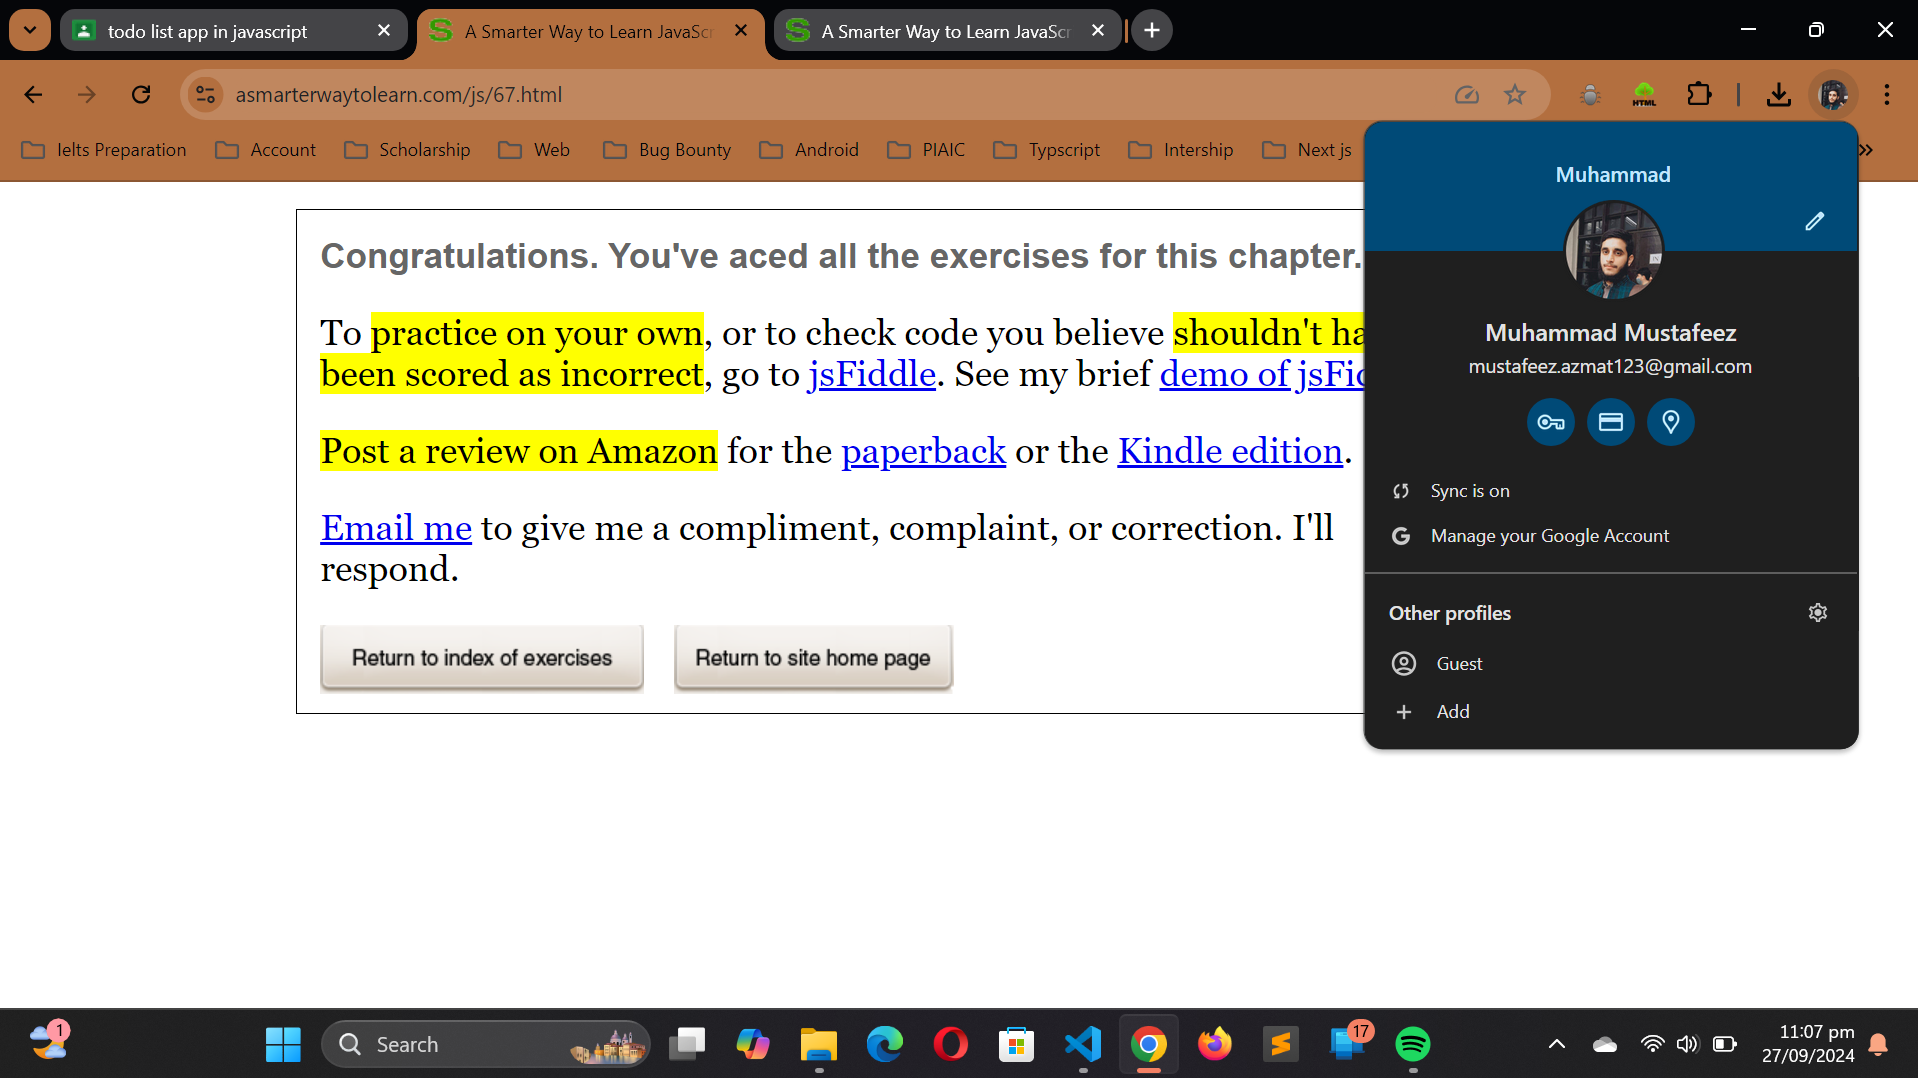 todo list app in javascript
A Smarter Way to Learn JavaScr
A Smarter Way to Learn JavaScr
asmarterwaytolearn.com/js/67.html
HTML
Ielts Preparation
Account
Scholarship
Web
Bug Bounty
Android
PIAIC
Typscript
Intership
Next js
Congratulations. You've aced all the exercises for this chapter.
To practice on your own, or to check code you believe shouldn't ha
been scored as incorrect, go to jsFiddle. See my brief demo of jsFid
Post a review on Amazon for the paperback or the Kindle edition.
Email me to give me a compliment, complaint, or correction. I'll
respond.
Return to index of exercises
Return to site home page
Muhammad
Muhammad Mustafeez
mustafeez.azmat123@gmail.com
Sync is on
Manage your Google Account
Other profiles
Guest
Add
1
Search
17
11:07 pm
27/09/2024